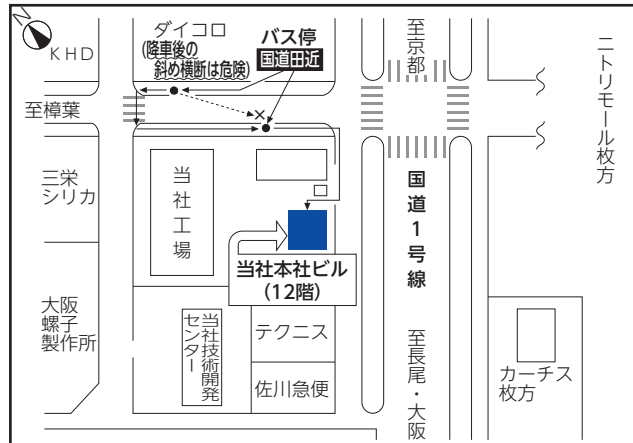 N
KHD
ダイコロ
(降車後の
斜め横断は危険)
バス停
国道田近
至京都
ニトリモール枚方
至樟葉
×
三栄
シリカ
当社工場
国道1号線
当社本社ビル
(12階)
大阪
螺子
製作所
当社技術開発
センター
テクニス
佐川急便
至長尾・大阪
カーチス
枚方